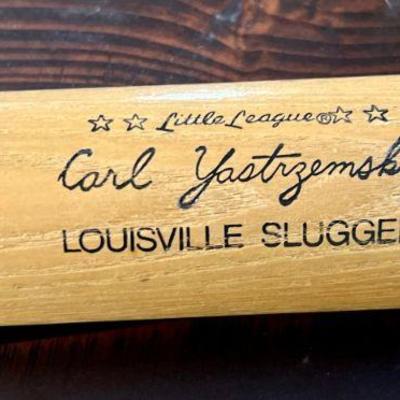 ☆ ☆ Little League® ☆ ☆
Carl Yastrzemsk
LOUISVILLE SLUGGE